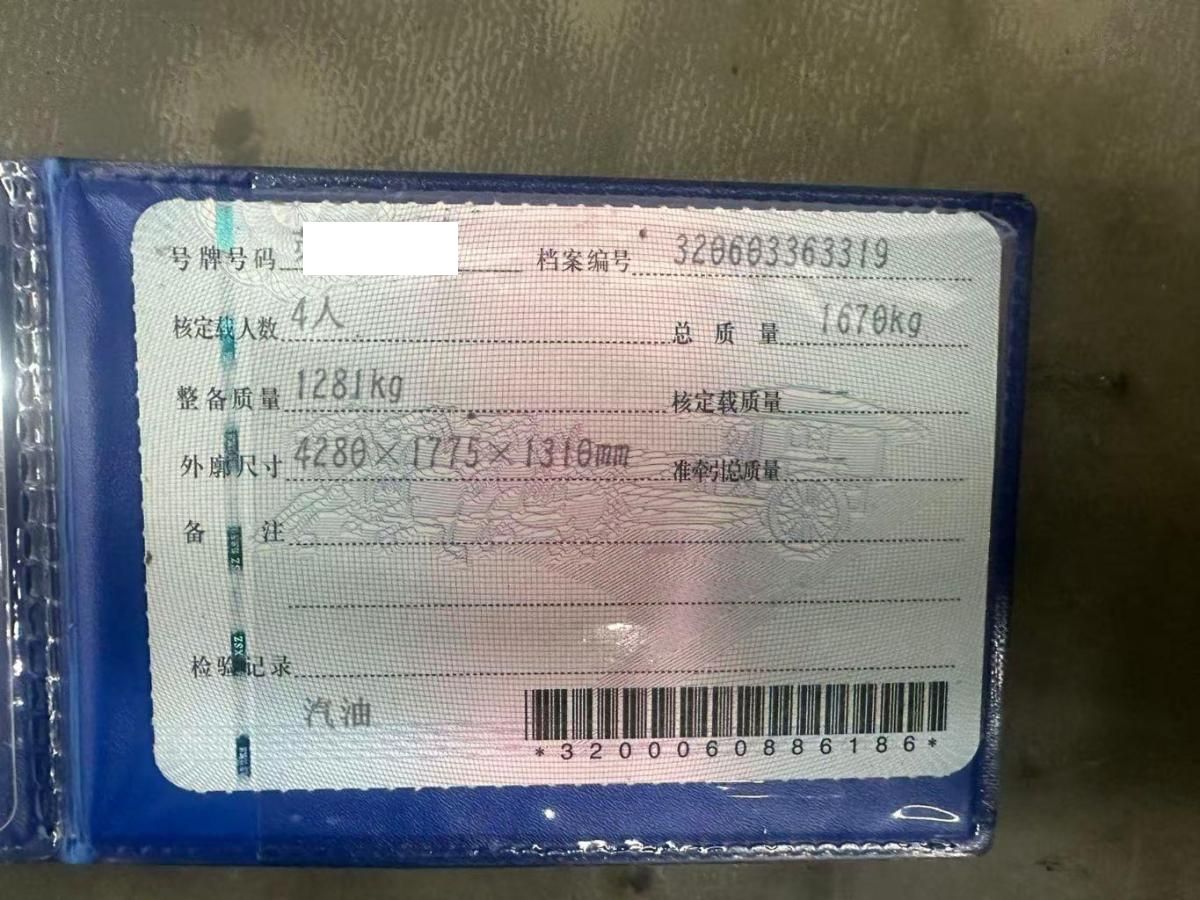 号牌号码 档案编号 320603363319
核定载人数 4人 总质量 1670kg
整备质量 1281kg 核定载质量
外廓尺寸 4280×1775×1310mm 准牵引总质量
备注
检验记录
汽油
*3200060886186*